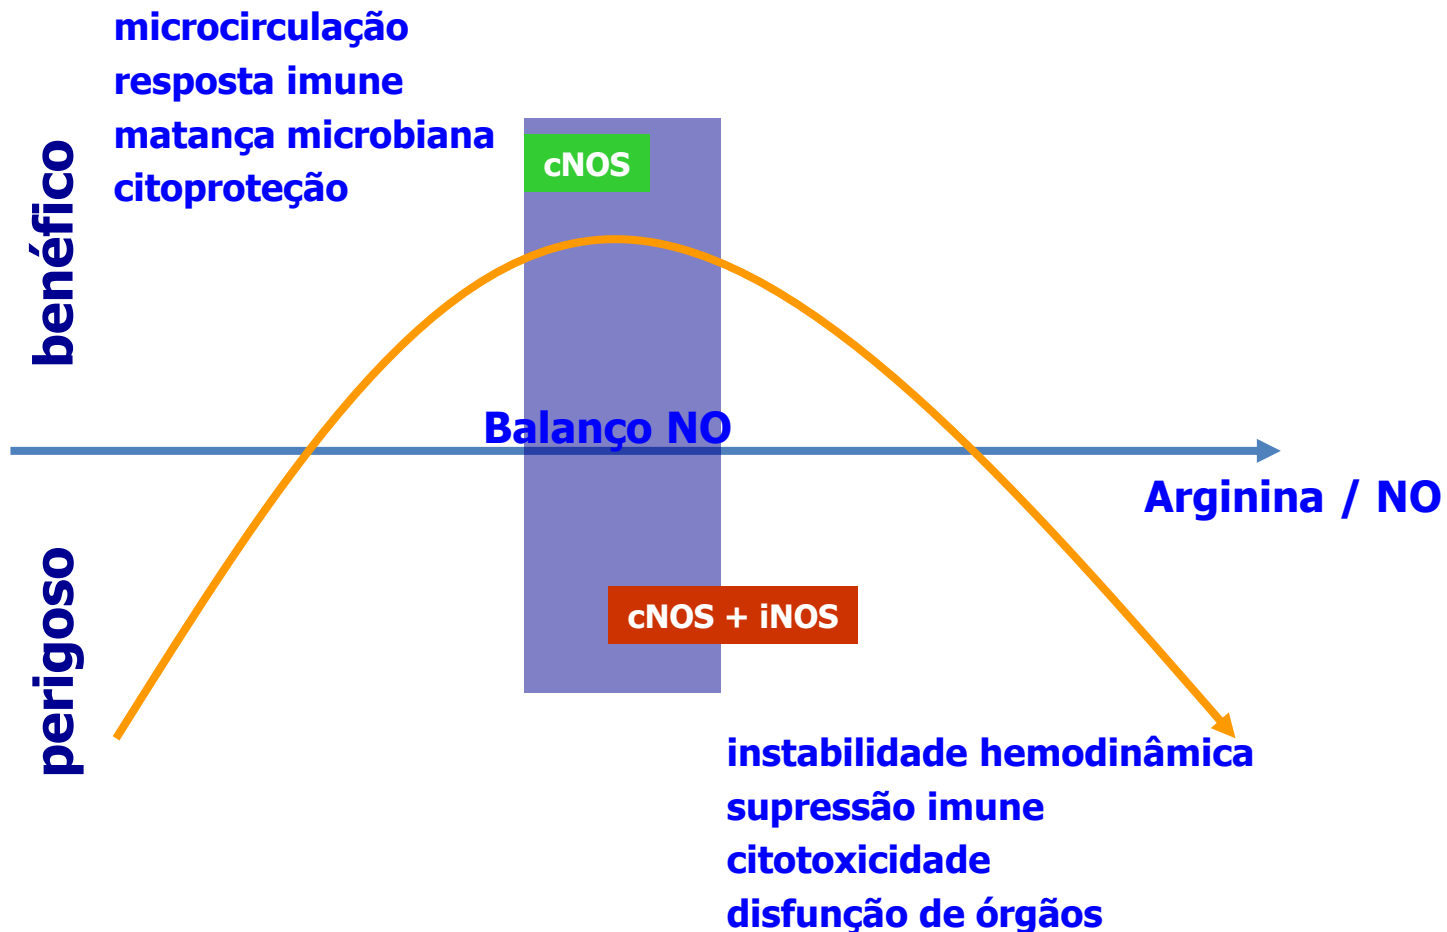 microcirculação
resposta imune
matança microbiana
citoproteção
benéfico
cNOS
Balanço NO
Arginina / NO
perigoso
cNOS + iNOS
instabilidade hemodinâmica
supressão imune
citotoxicidade
disfunção de órgãos